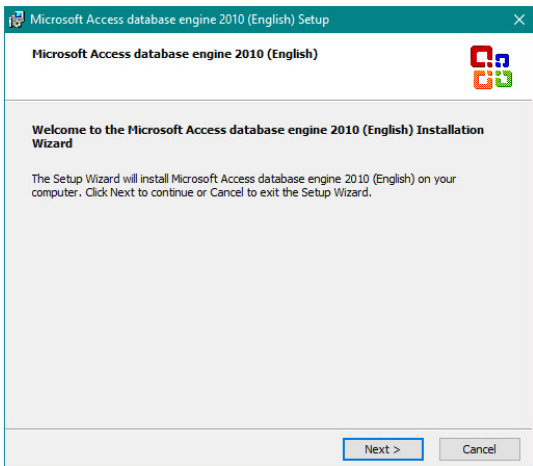 Microsoft Access database engine 2010 (English) Setup
Microsoft Access database engine 2010 (English)
Welcome to the Microsoft Access database engine 2010 (English) Installation
Wizard
The Setup Wizard will install Microsoft Access database engine 2010 (English) on your
computer. Click Next to continue or Cancel to exit the Setup Wizard.
Next >
Cancel